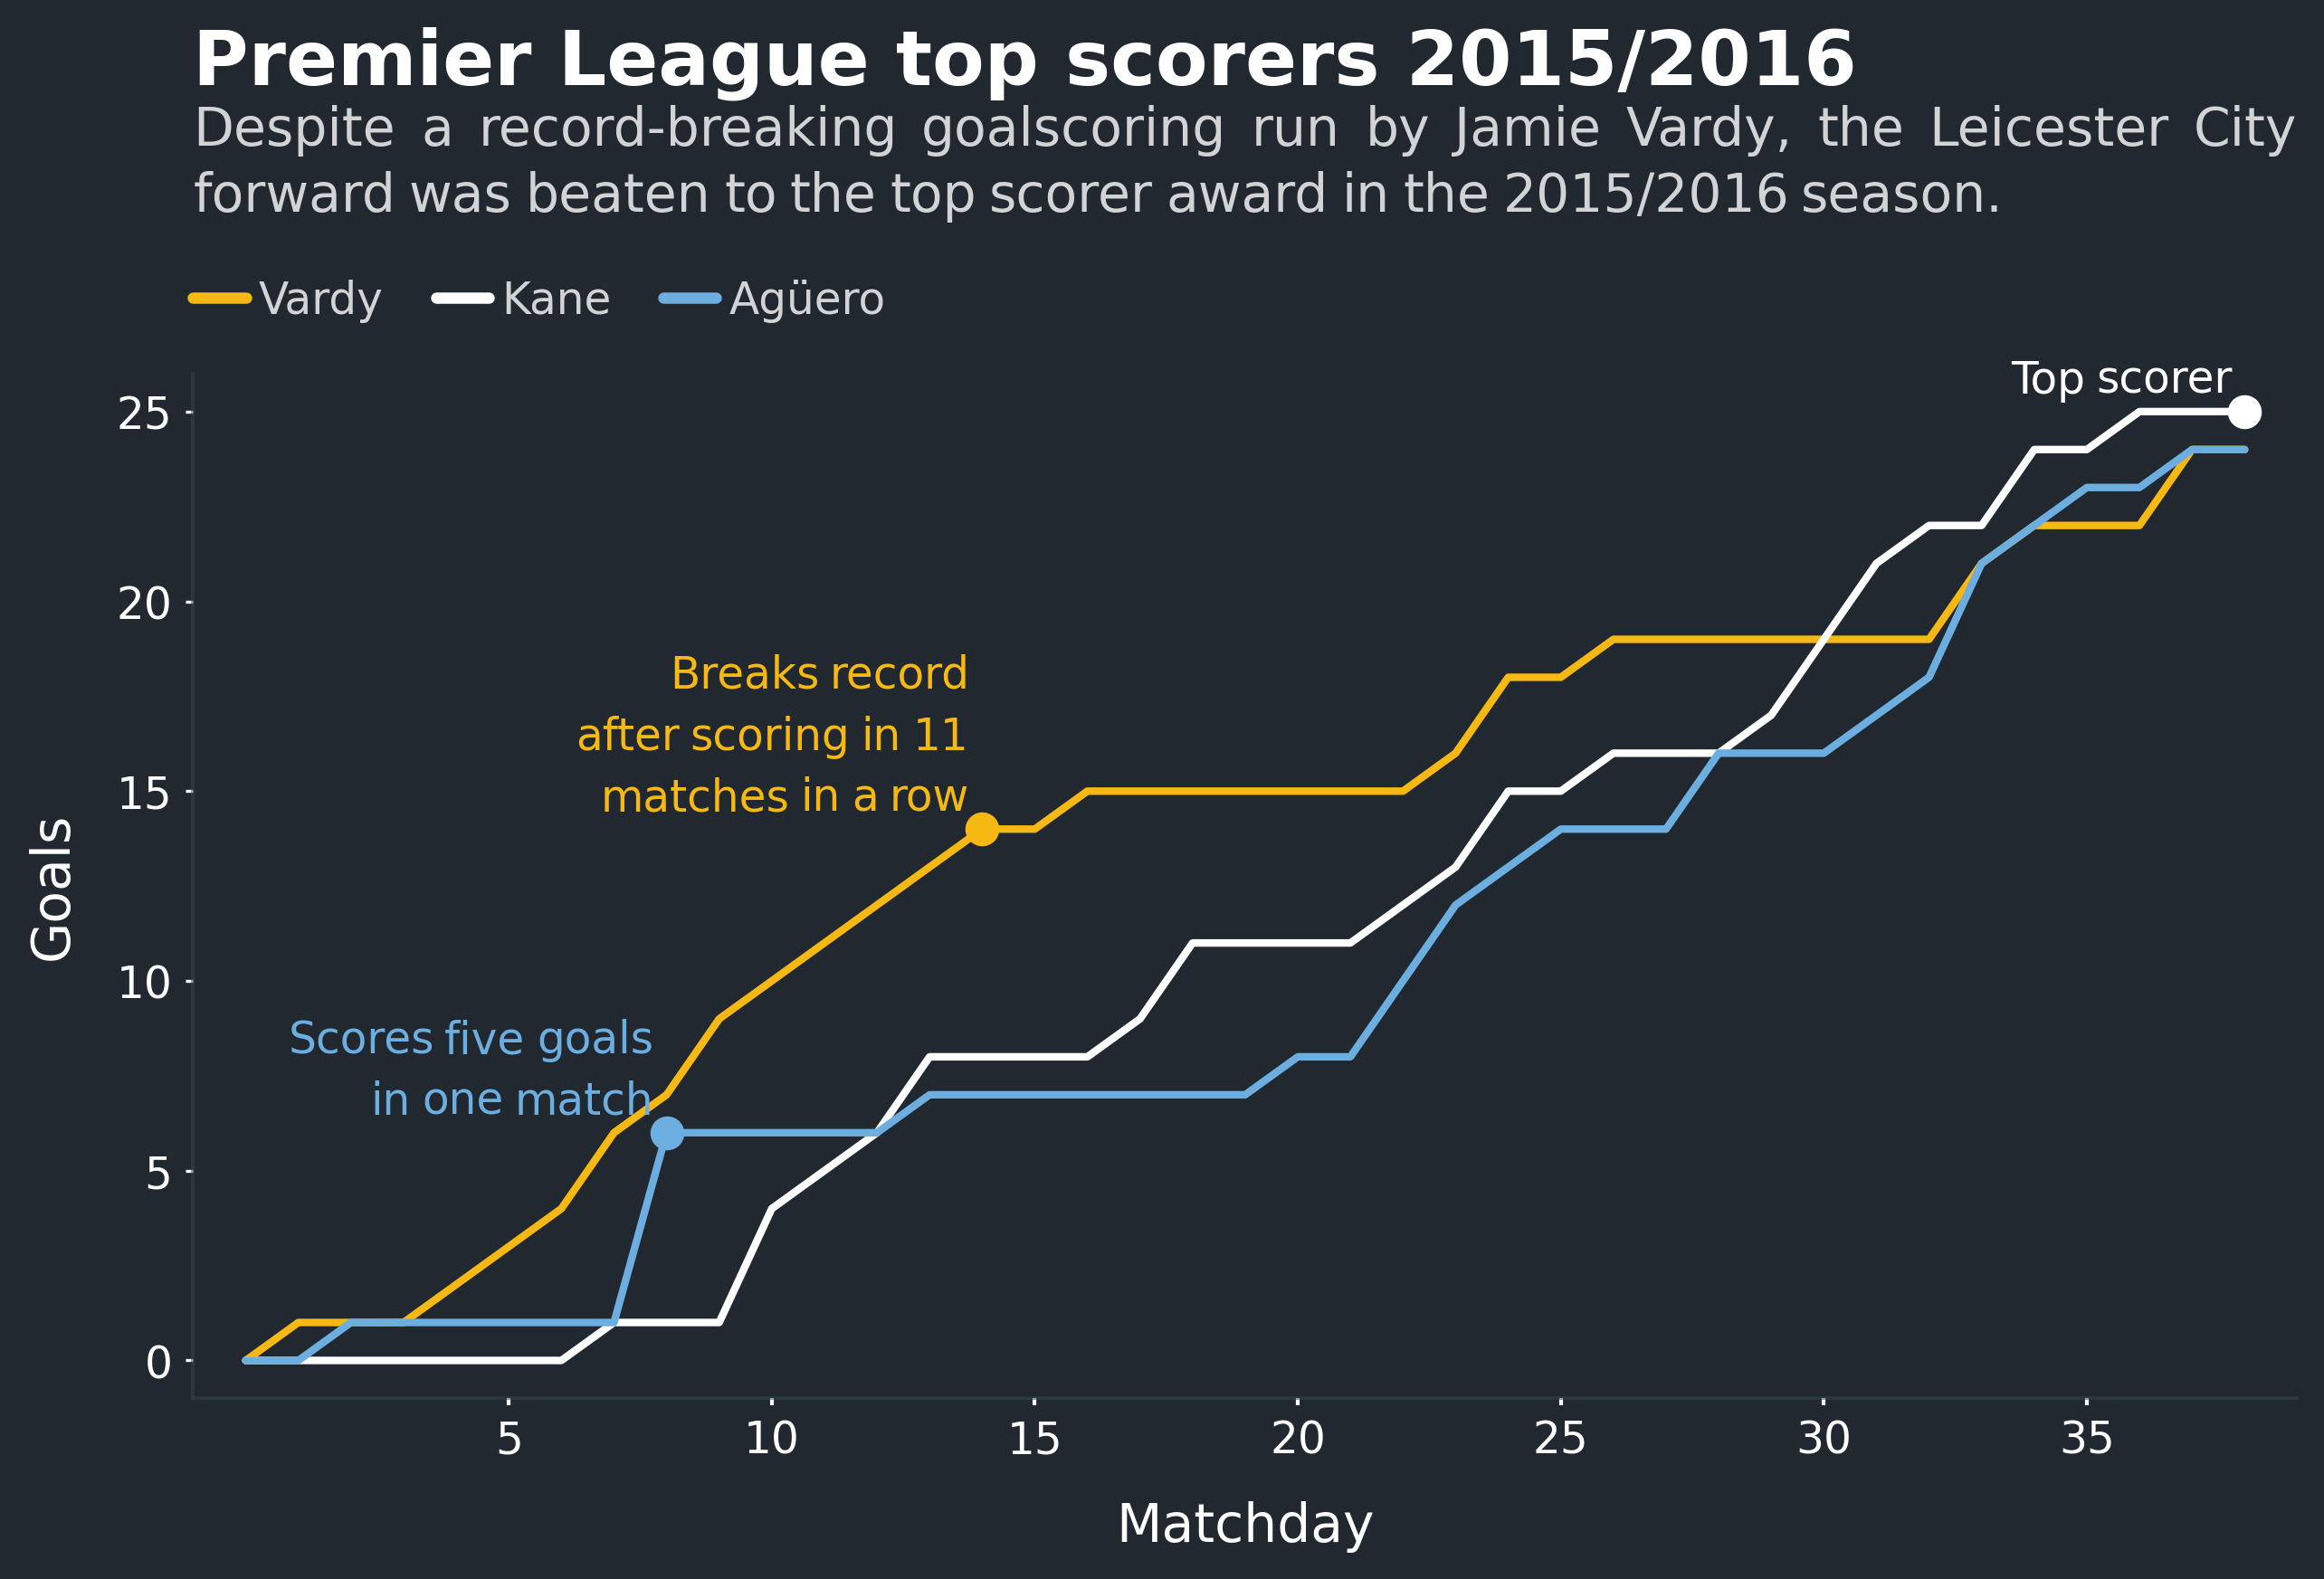 Premier League top scorers 2015/2016
Despite a record-breaking goalscoring run by Jamie Vardy, the Leicester City
forward was beaten to the top scorer award in the 2015/2016 season.
Vardy Kane Agüero
Top scorer
25
20
Breaks record
after scoring in 11
matches in a row
15
Goals
10
Scores five goals
in one match
5
0
5 10 15 20 25 30 35
Matchday